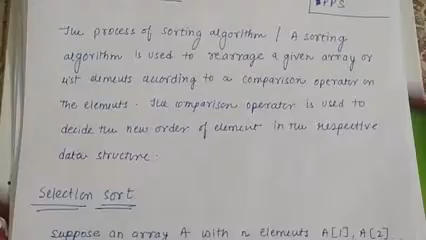 PPS
The process of sorting algorithm / A sorting
algorithm is used to rearrage a given array or
list elments according to a comparison operator on
the elements. The comparison operator is used to
decide the new order of element in the respective
data structure.
Selection sort
Suppose an array A with n elements A[1], A[2]